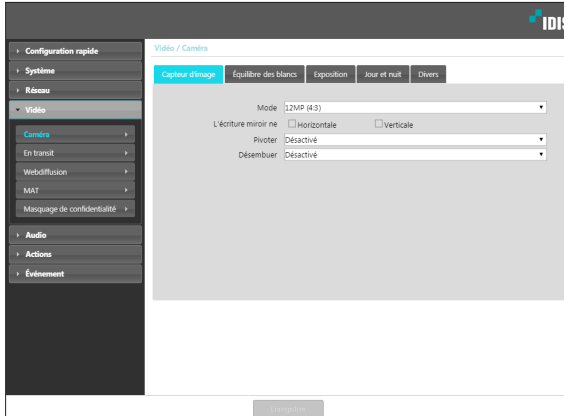 IDIS
Configuration rapide
Système
Réseau
Vidéo
Caméra
En transit
Webdiffusion
MAT
Masquage de confidentialité
Audio
Actions
Événement
Vidéo / Caméra
Capteur d'image Équilibre des blancs Exposition Jour et nuit Divers
Mode 12MP (4:3)
L'écriture miroir ne Horizontale Verticale
Pivoter Désactivé
Désembuer Désactivé